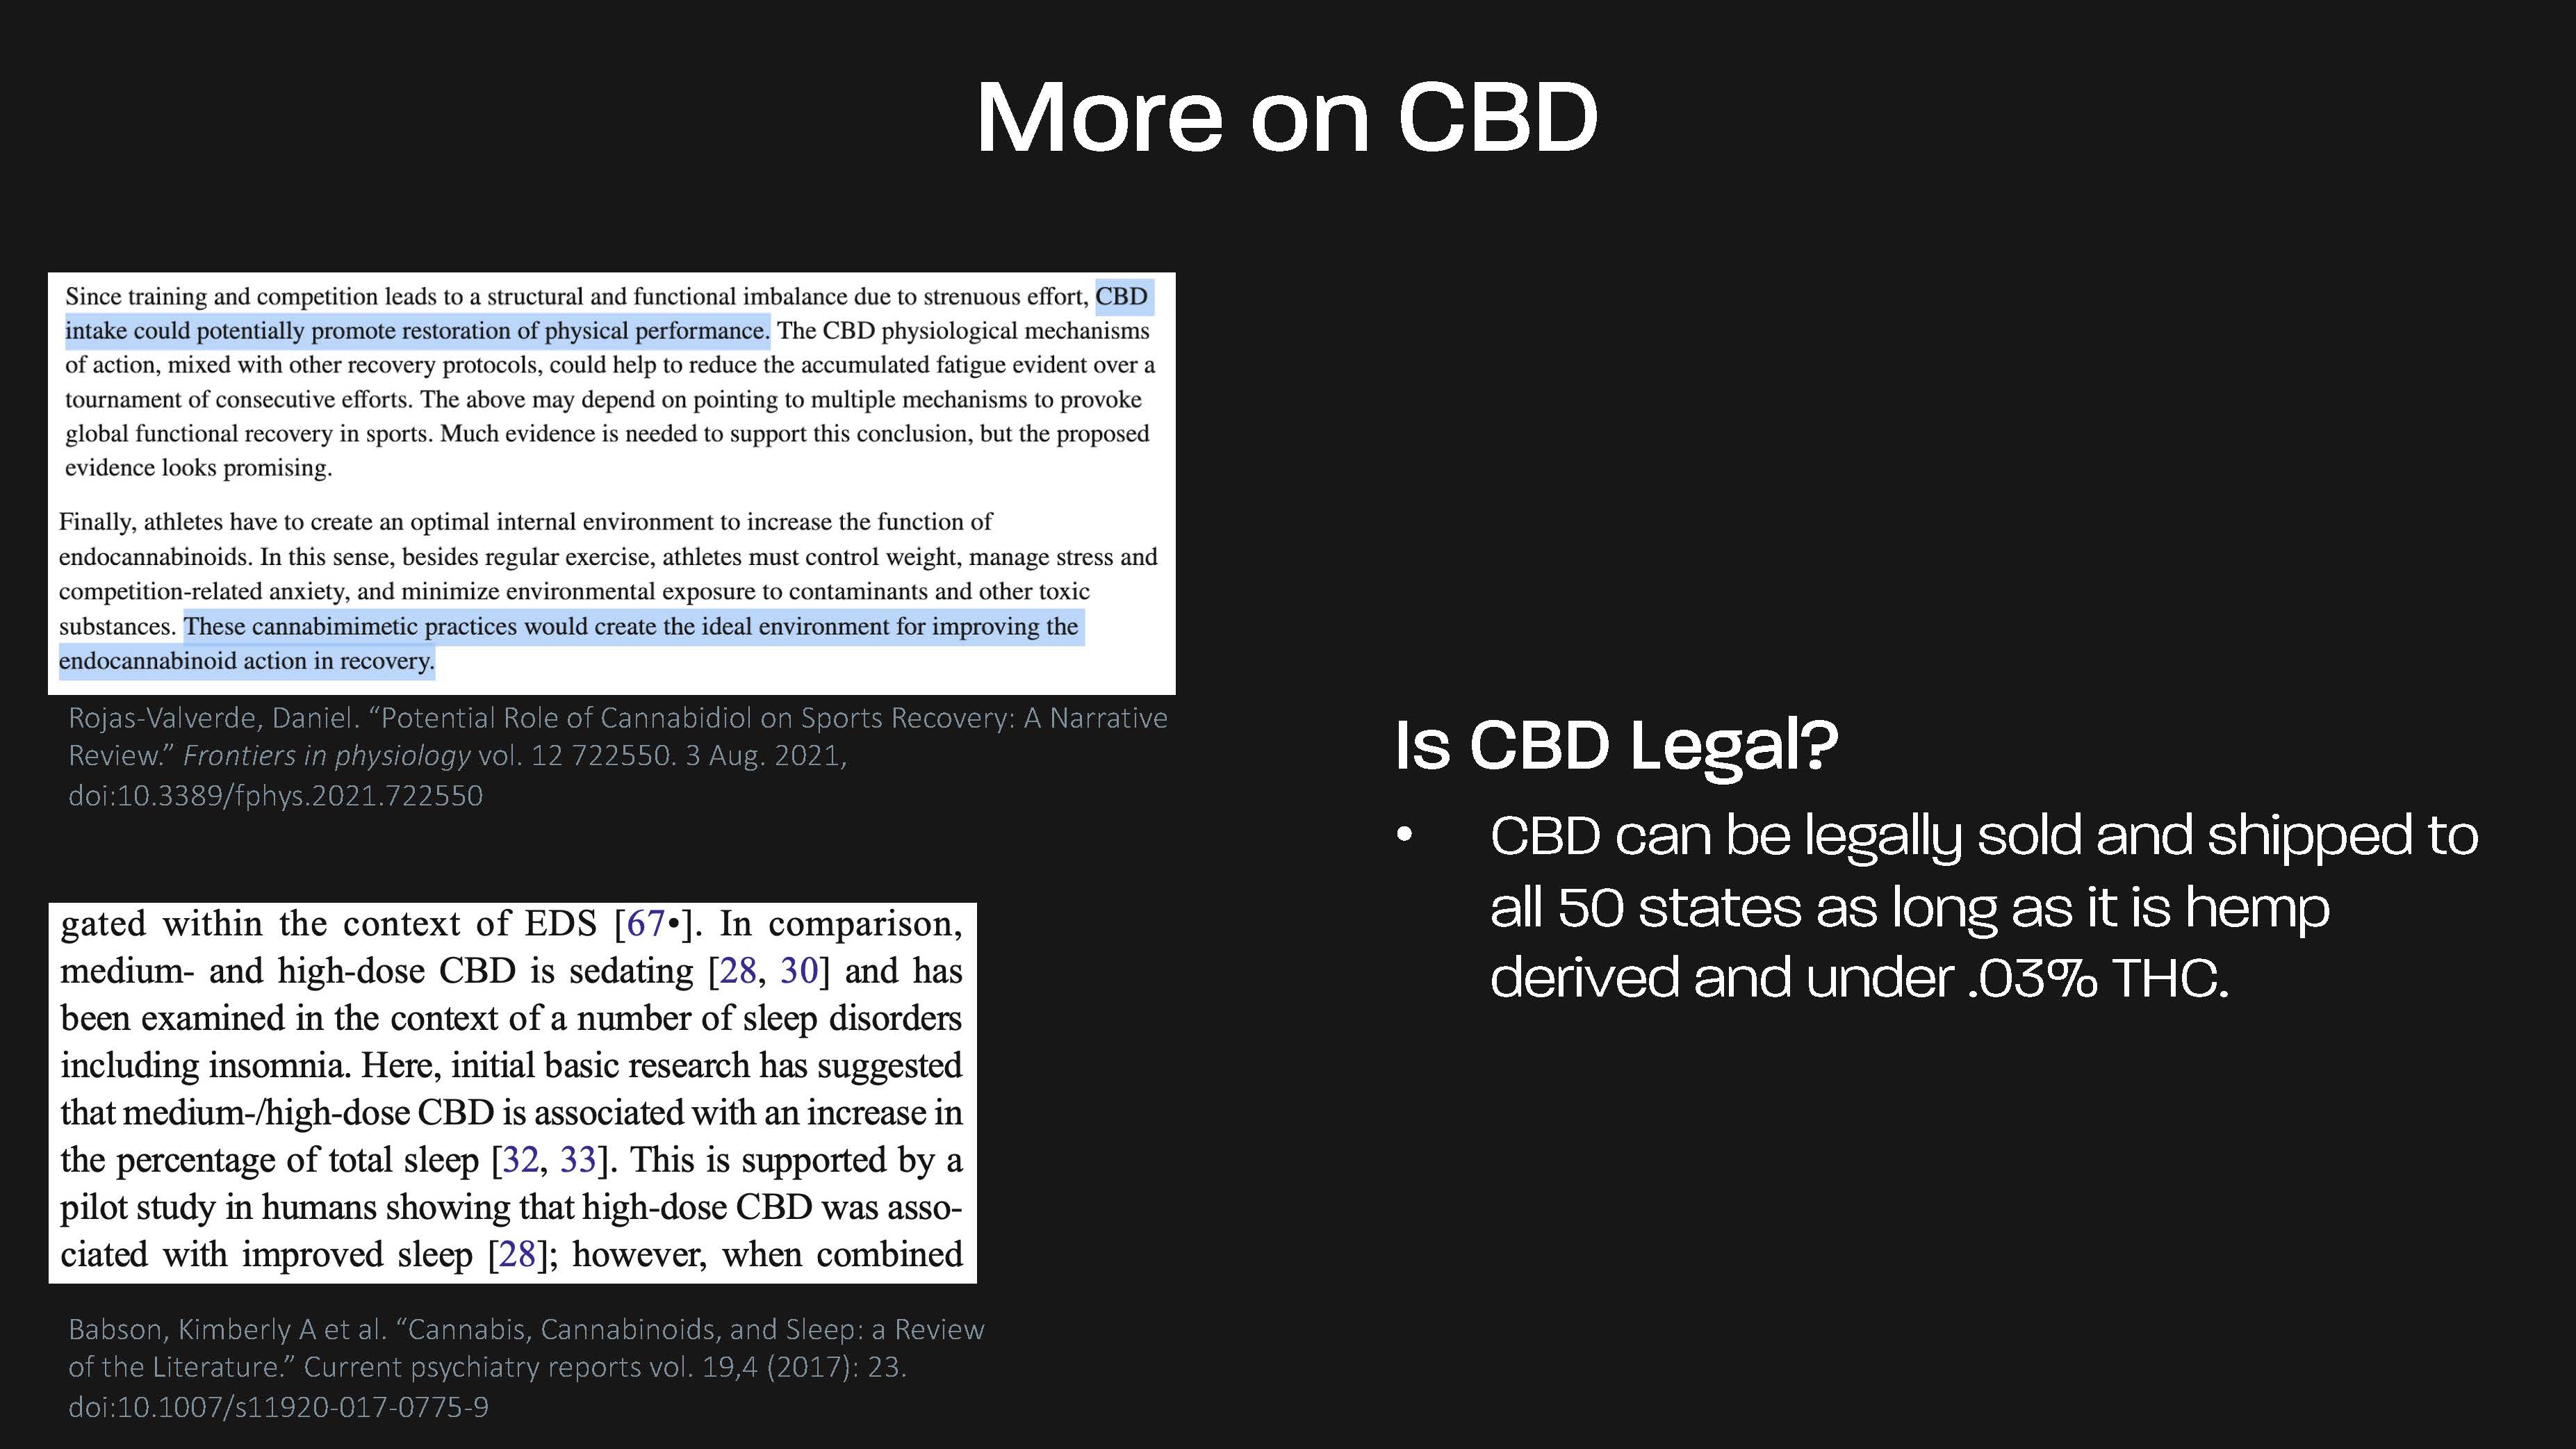 More on CBD
Since training and competition leads to a structural and functional imbalance due to strenuous effort, CBD
intake could potentially promote restoration of physical performance. The CBD physiological mechanisms
of action, mixed with other recovery protocols, could help to reduce the accumulated fatigue evident over a
tournament of consecutive efforts. The above may depend on pointing to multiple mechanisms to provoke
global functional recovery in sports. Much evidence is needed to support this conclusion, but the proposed
evidence looks promising.
Finally, athletes have to create an optimal internal environment to increase the function of
endocannabinoids. In this sense, besides regular exercise, athletes must control weight, manage stress and
competition-related anxiety, and minimize environmental exposure to contaminants and other toxic
substances. These cannabimimetic practices would create the ideal environment for improving the
endocannabinoid action in recovery.
Rojas-Valverde, Daniel. “Potential Role of Cannabidiol on Sports Recovery: A Narrative
Review.” Frontiers in physiology vol. 12 722550. 3 Aug. 2021,
doi:10.3389/fphys.2021.722550
gated within the context of EDS [67•]. In comparison,
medium- and high-dose CBD is sedating [28, 30] and has
been examined in the context of a number of sleep disorders
including insomnia. Here, initial basic research has suggested
that medium-/high-dose CBD is associated with an increase in
the percentage of total sleep [32, 33]. This is supported by a
pilot study in humans showing that high-dose CBD was asso-
ciated with improved sleep [28]; however, when combined
Babson, Kimberly A et al. “Cannabis, Cannabinoids, and Sleep: a Review
of the Literature.” Current psychiatry reports vol. 19,4 (2017): 23.
doi:10.1007/s11920-017-0775-9
Is CBD Legal?
• CBD can be legally sold and shipped to
all 50 states as long as it is hemp
derived and under .03% THC.